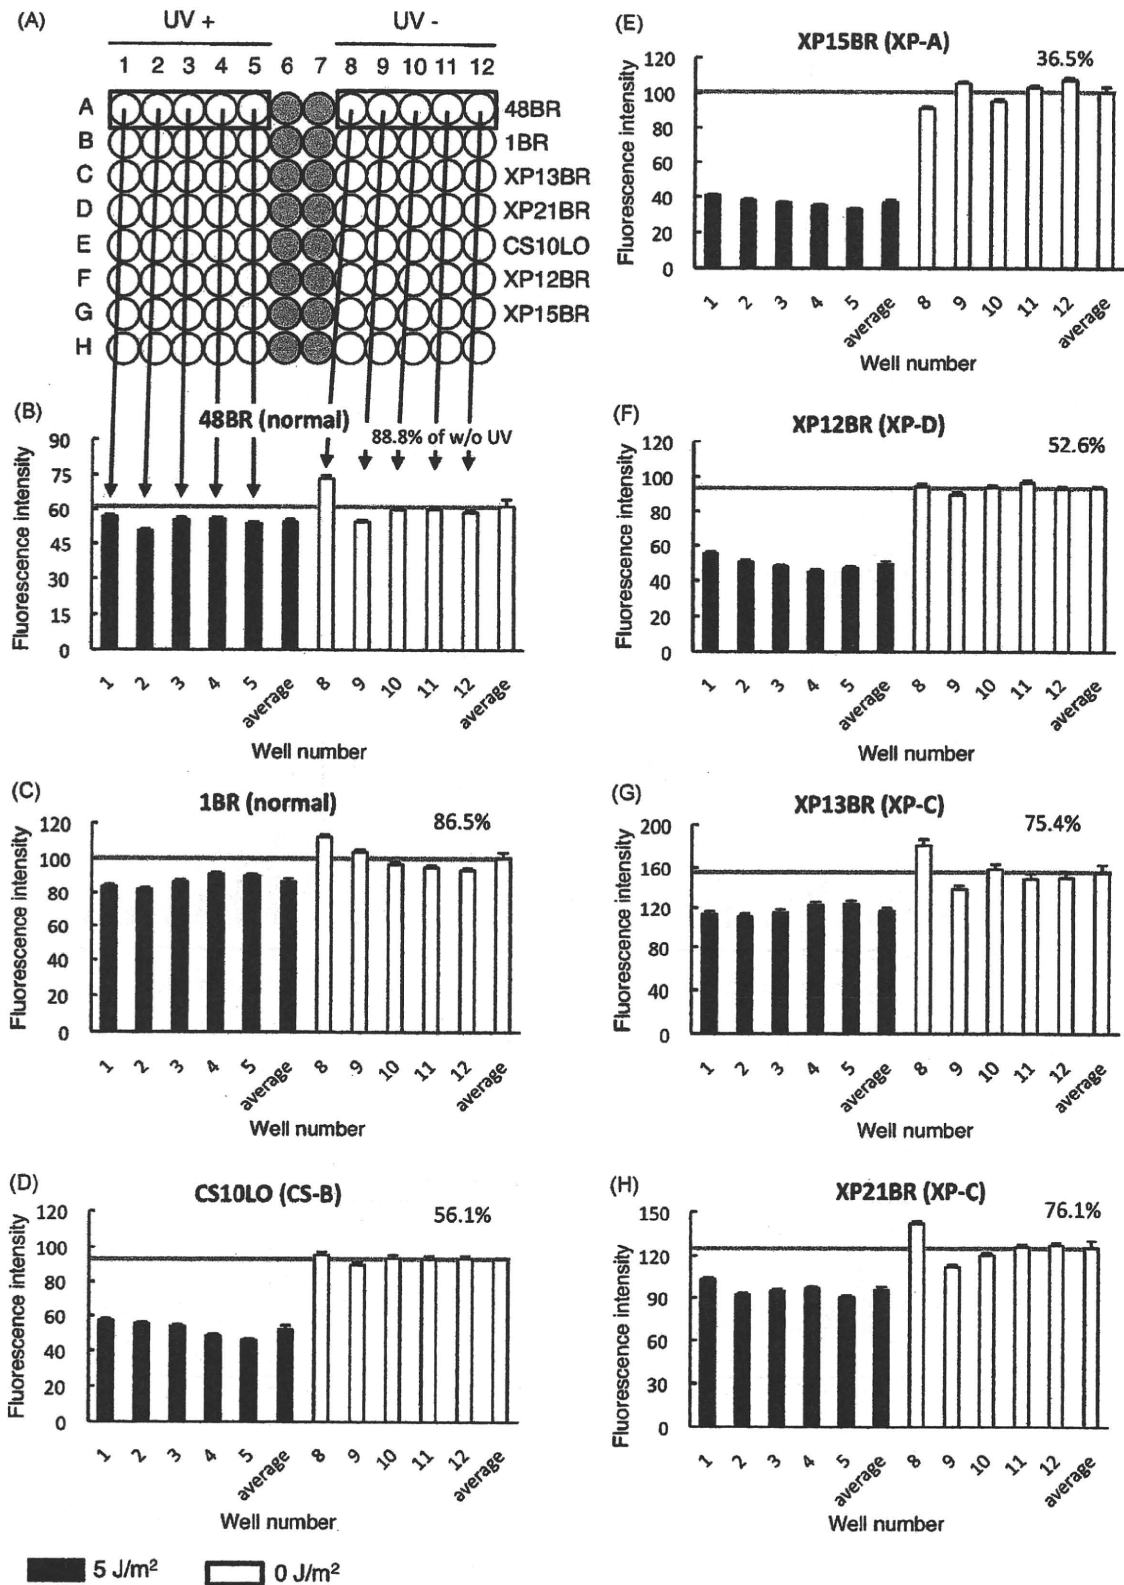 (A)
UV +
UV -
1 2 3 4 5 6 7 8 9 10 11 12
A 48BR
B 1BR
C XP13BR
D XP21BR
E CS10LO
F XP12BR
G XP15BR
H
(B)
48BR (normal)
88.8% of w/o UV
Fluorescence intensity
90
75
60
45
30
15
0
1 2 3 4 5 average 8 9 10 11 12 average
Well number
(C)
1BR (normal)
86.5%
Fluorescence intensity
120
100
80
60
40
20
0
1 2 3 4 5 average 8 9 10 11 12 average
Well number
(D)
CS10LO (CS-B)
56.1%
Fluorescence intensity
120
100
80
60
40
20
0
1 2 3 4 5 average 8 9 10 11 12 average
Well number
5 J/m²
0 J/m²
(E)
XP15BR (XP-A)
36.5%
Fluorescence intensity
120
100
80
60
40
20
0
1 2 3 4 5 average 8 9 10 11 12 average
Well number
(F)
XP12BR (XP-D)
52.6%
Fluorescence intensity
120
100
80
60
40
20
0
1 2 3 4 5 average 8 9 10 11 12 average
Well number
(G)
XP13BR (XP-C)
75.4%
Fluorescence intensity
200
160
120
80
40
0
1 2 3 4 5 average 8 9 10 11 12 average
Well number
(H)
XP21BR (XP-C)
76.1%
Fluorescence intensity
150
120
90
60
30
0
1 2 3 4 5 average 8 9 10 11 12 average
Well number